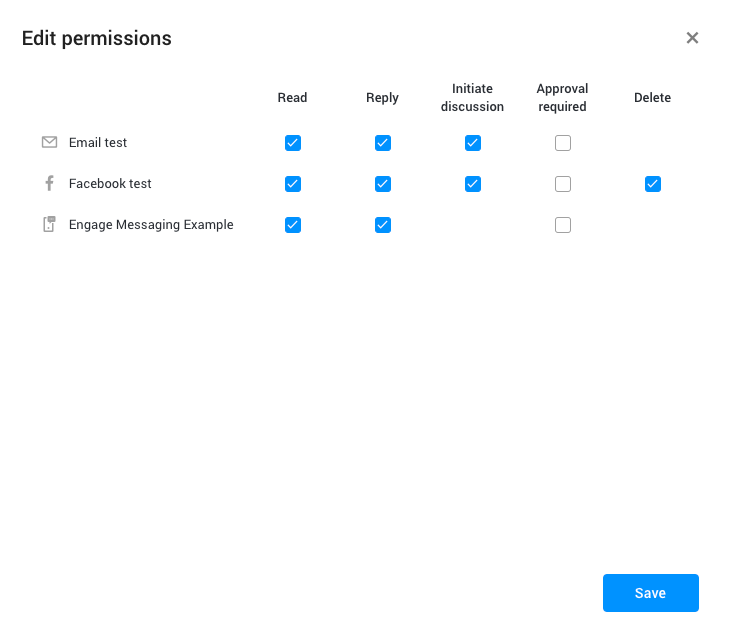 Edit permissions
Read Reply Initiate discussion Approval required Delete
Email test
Facebook test
Engage Messaging Example
Save